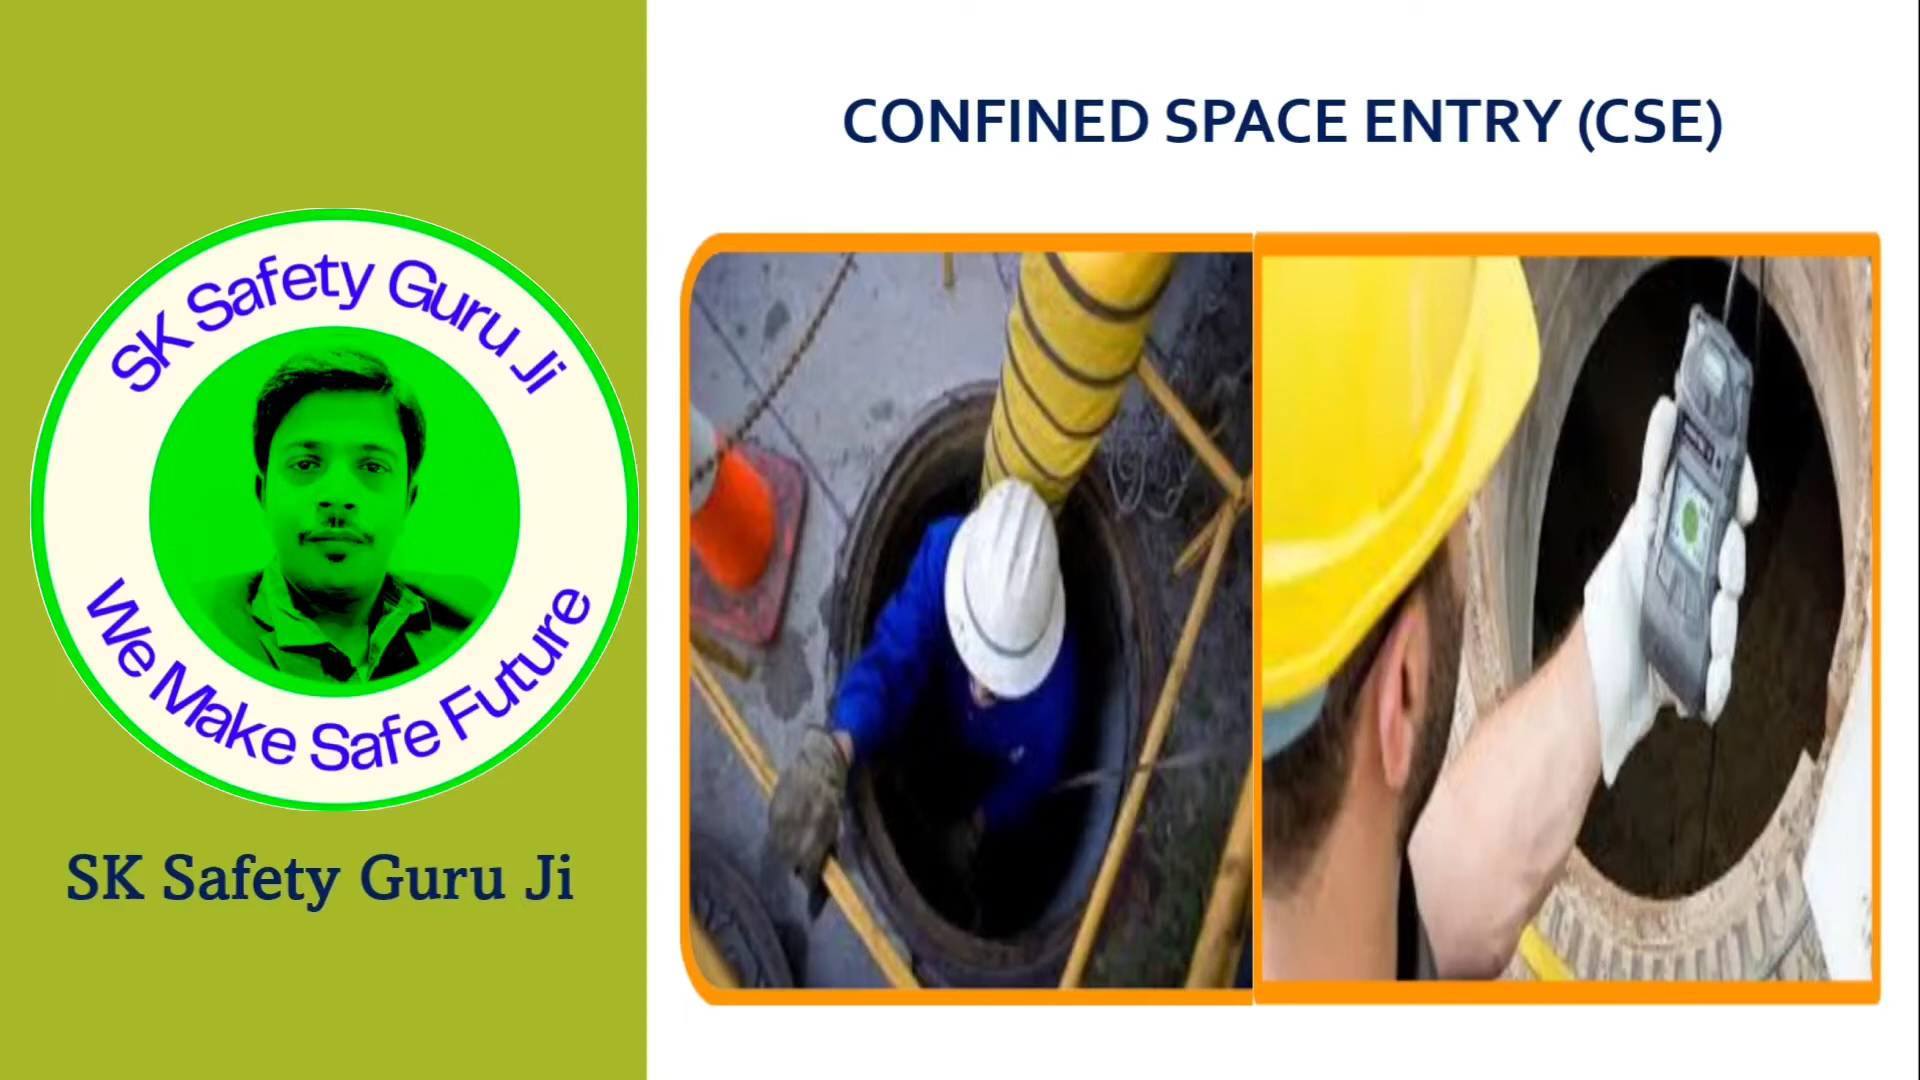 CONFINED SPACE ENTRY (CSE)
SK Safety Guru Ji
We Make Safe Future
SK Safety Guru Ji